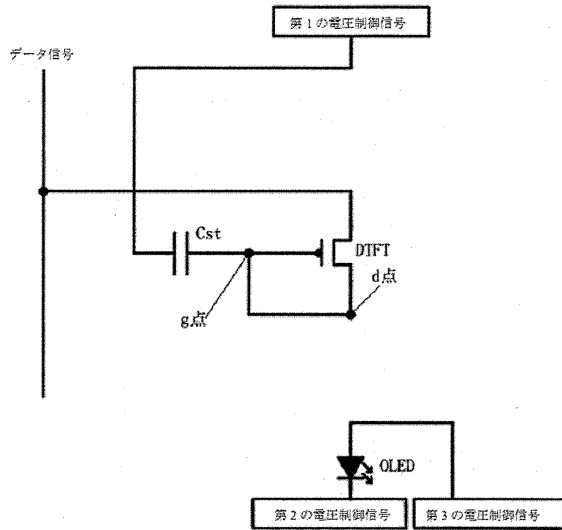 第1の電圧制御信号
データ信号
Cst
DTFT
d点
g点
OLED
第2の電圧制御信号
第3の電圧制御信号